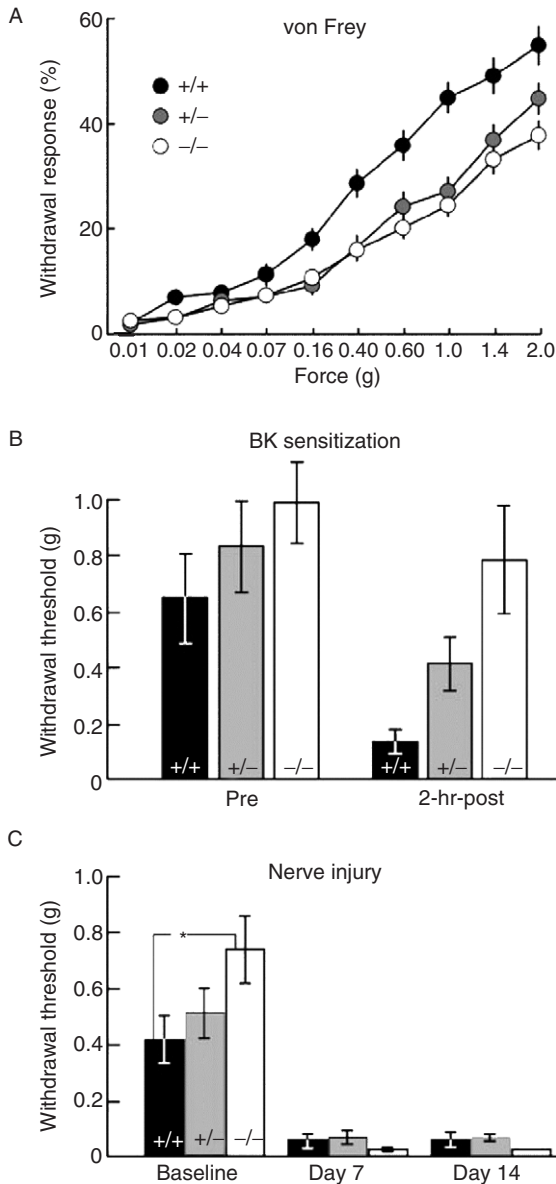 A
von Frey
60
40
20
0
Withdrawal response (%)
+/+
+/−
−/−
0.01 0.02 0.04 0.07 0.16 0.40 0.60 1.0 1.4 2.0
Force (g)
B
BK sensitization
1.0
0.8
0.6
0.4
0.2
0
Withdrawal threshold (g)
+/+ +/− −/− +/+ +/− −/−
Pre 2-hr-post
C
Nerve injury
1.0
0.8
0.6
0.4
0.2
0
Withdrawal threshold (g)
*
+/+ +/− −/−
Baseline Day 7 Day 14